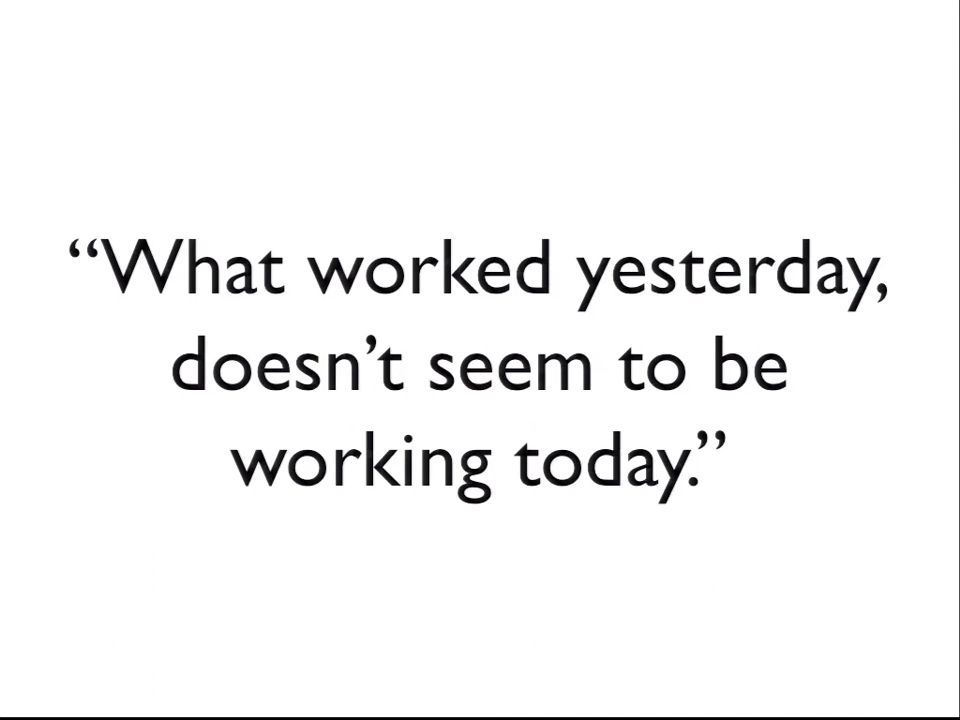 “What worked yesterday,
doesn’t seem to be
working today.”